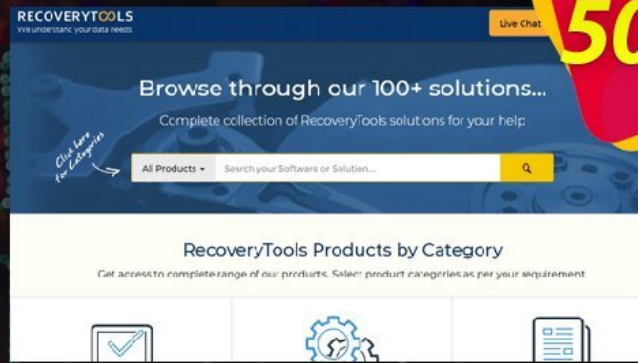 RECOVERYTOOLS
We understand your data needs
Live Chat
50
Browse through our 100+ solutions...
Complete collection of RecoveryTools solutions for your help
Click here
for Categories
All Products
Search your Software or Solution...
RecoveryTools Products by Category
Get access to complete range of our products. Select product categories as per your requirement